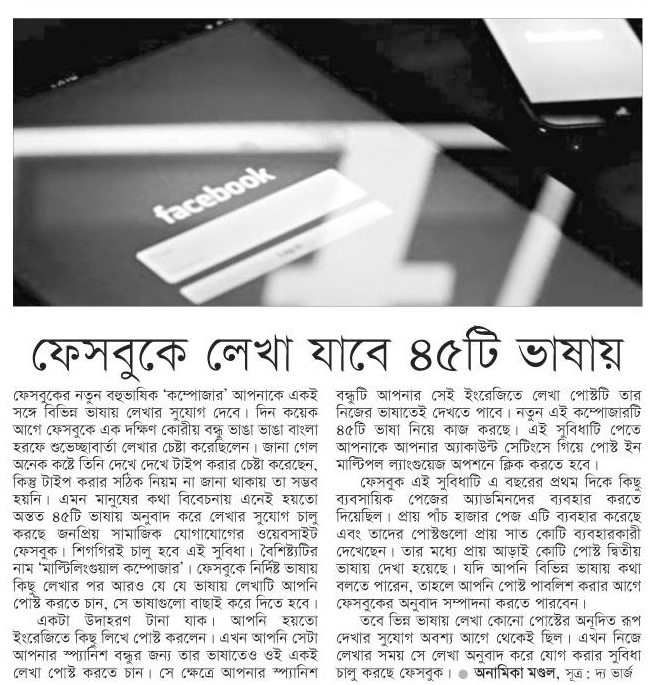 facebook
ফেসবুকে লেখা যাবে ৪৫টি ভাষায়
ফেসবুকের নতুন বহুভাষিক ‘কম্পোজার’ আপনাকে একই
সঙ্গে বিভিন্ন ভাষায় লেখার সুযোগ দেবে। দিন কয়েক
আগে ফেসবুকে এক দক্ষিণ কোরীয় বন্ধু ভাঙা ভাঙা বাংলা
হরফে শুভেচ্ছাবার্তা লেখার চেষ্টা করেছিলেন। জানা গেল
অনেক কষ্টে তিনি দেখে দেখে টাইপ করার চেষ্টা করেছেন,
কিন্তু টাইপ করার সঠিক নিয়ম না জানা থাকায় তা সম্ভব
হয়নি। এমন মানুষের কথা বিবেচনায় এনেই হয়তো
অন্তত ৪৫টি ভাষায় অনুবাদ করে লেখার সুযোগ চালু
করছে জনপ্রিয় সামাজিক যোগাযোগের ওয়েবসাইট
ফেসবুক। শিগগিরই চালু হবে এই সুবিধা। বৈশিষ্ট্যটির
নাম ‘মাল্টিলিংগুয়াল কম্পোজার’। ফেসবুকে নির্দিষ্ট ভাষায়
কিছু লেখার পর আরও যে যে ভাষায় লেখাটি আপনি
পোস্ট করতে চান, সে ভাষাগুলো বাছাই করে দিতে হবে।
একটা উদাহরণ টানা যাক। আপনি হয়তো
ইংরেজিতে কিছু লিখে পোস্ট করলেন। এখন আপনি সেটা
আপনার স্প্যানিশ বন্ধুর জন্য তার ভাষাতেও ওই একই
লেখা পোস্ট করতে চান। সে ক্ষেত্রে আপনার স্প্যানিশ
বন্ধুটি আপনার সেই ইংরেজিতে লেখা পোস্টটি তার
নিজের ভাষাতেই দেখতে পাবে। নতুন এই কম্পোজারটি
৪৫টি ভাষা নিয়ে কাজ করছে। এই সুবিধাটি পেতে
আপনাকে আপনার অ্যাকাউন্ট সেটিংসে গিয়ে পোস্ট ইন
মাল্টিপল ল্যাংগুয়েজ অপশনে ক্লিক করতে হবে।
ফেসবুক এই সুবিধাটি এ বছরের প্রথম দিকে কিছু
ব্যবসায়িক পেজের অ্যাডমিনদের ব্যবহার করতে
দিয়েছিল। প্রায় পাঁচ হাজার পেজ এটি ব্যবহার করেছে
এবং তাদের পোস্টগুলো প্রায় সাত কোটি ব্যবহারকারী
দেখেছেন। তার মধ্যে প্রায় আড়াই কোটি পোস্ট দ্বিতীয়
ভাষায় দেখা হয়েছে। যদি আপনি বিভিন্ন ভাষায় কথা
বলতে পারেন, তাহলে আপনি পোস্ট পাবলিশ করার আগে
ফেসবুকের অনুবাদ সম্পাদনা করতে পারবেন।
তবে ভিন্ন ভাষায় লেখা কোনো পোস্টের অনূদিত রূপ
দেখার সুযোগ অবশ্য আগে থেকেই ছিল। এখন নিজে
লেখার সময় সে লেখা অনুবাদ করে যোগ করার সুবিধা
চালু করছে ফেসবুক। ● অনামিকা মণ্ডল, সূত্র : দ্য ভার্জ